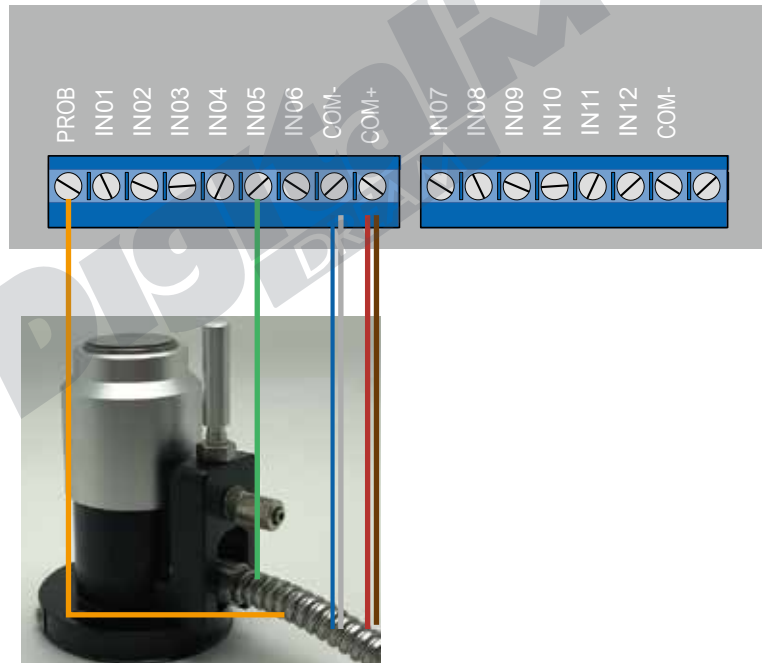 PROB
IN01
IN02
IN03
IN04
IN05
IN06
COM-
COM+
IN07
IN08
IN09
IN10
IN11
IN12
COM-